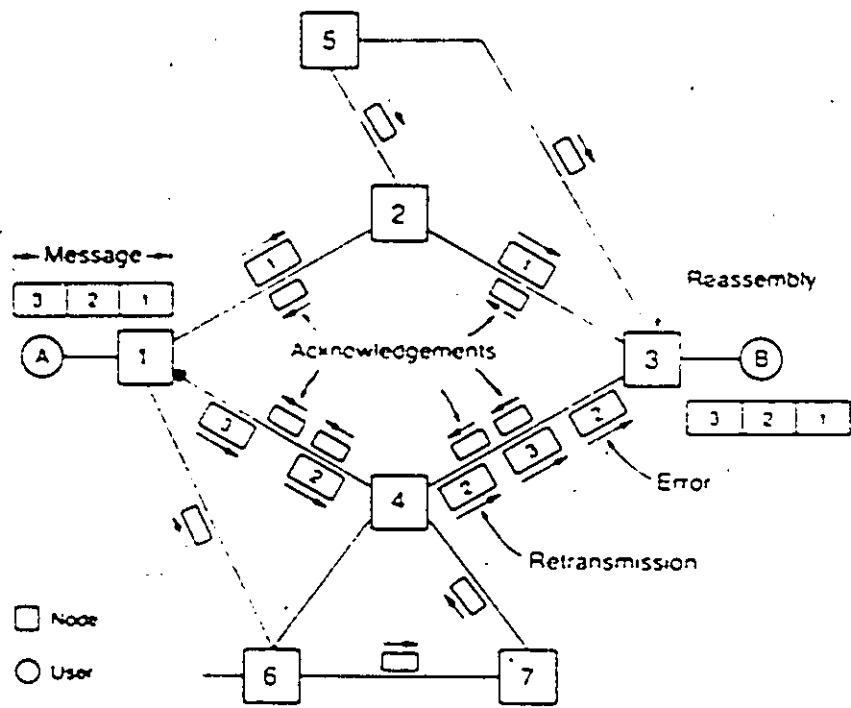 5
2
Message
3 2 1
1
1
Reassembly
A
1
Acknowledgements
3
B
3
2
2
3
2
3 2 1
4
Error
Retransmission
Node
User
6
7